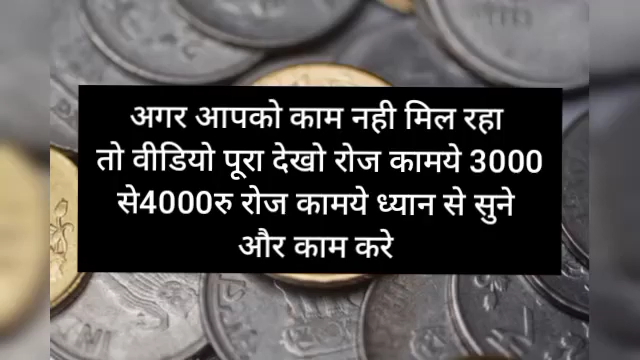 अगर आपको काम नही मिल रहा
तो वीडियो पूरा देखो रोज कामये 3000
से4000रु रोज कामये ध्यान से सुने
और काम करे